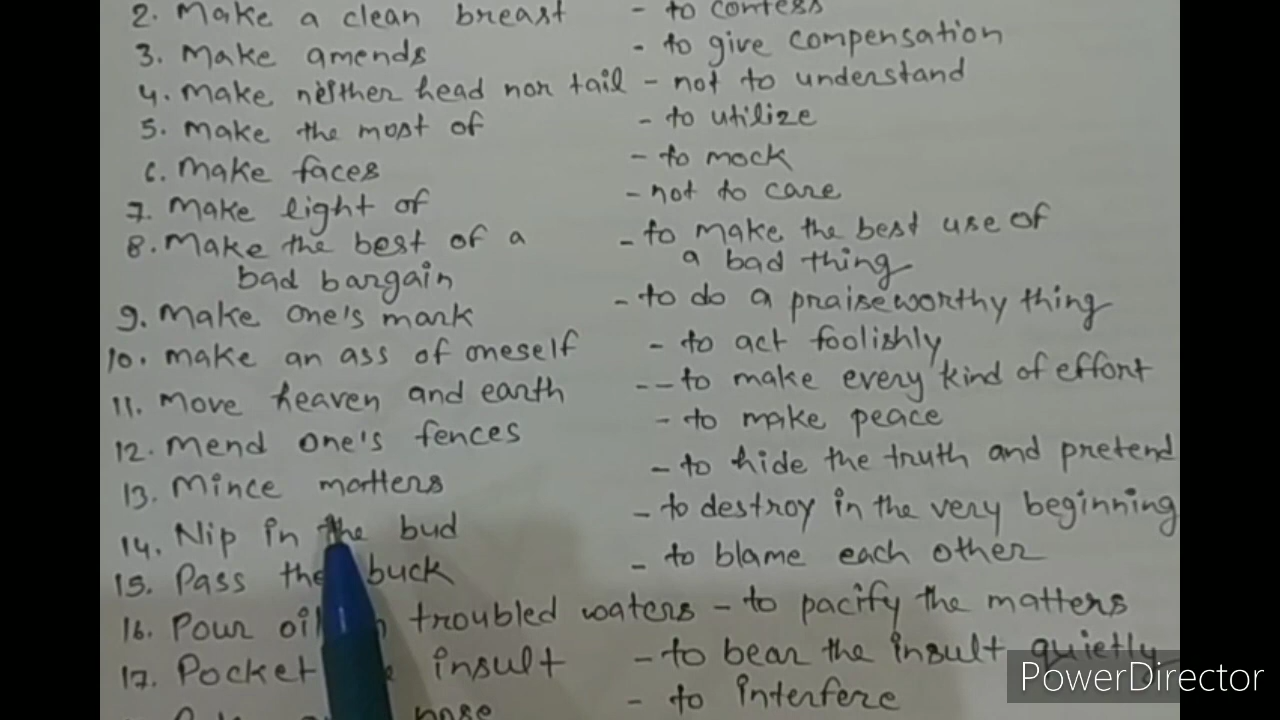 2. Make a clean breast - to confess
3. Make amends - to give compensation
4. Make neither head nor tail - not to understand
5. Make the most of - to utilize
6. Make faces - to mock
7. Make light of - not to care
8. Make the best of a - to make the best use of
bad bargain a bad thing
9. Make one's mark - to do a praiseworthy thing
10. Make an ass of oneself - to act foolishly
11. Move heaven and earth -- to make every kind of effort
12. Mend one's fences - to make peace
13. Mince matters - to hide the truth and pretend
14. Nip in the bud - to destroy in the very beginning
15. Pass the buck - to blame each other
16. Pour oil troubled waters - to pacify the matters
17. Pocket insult - to bear the insult quietly
nose - to interfere
PowerDirector